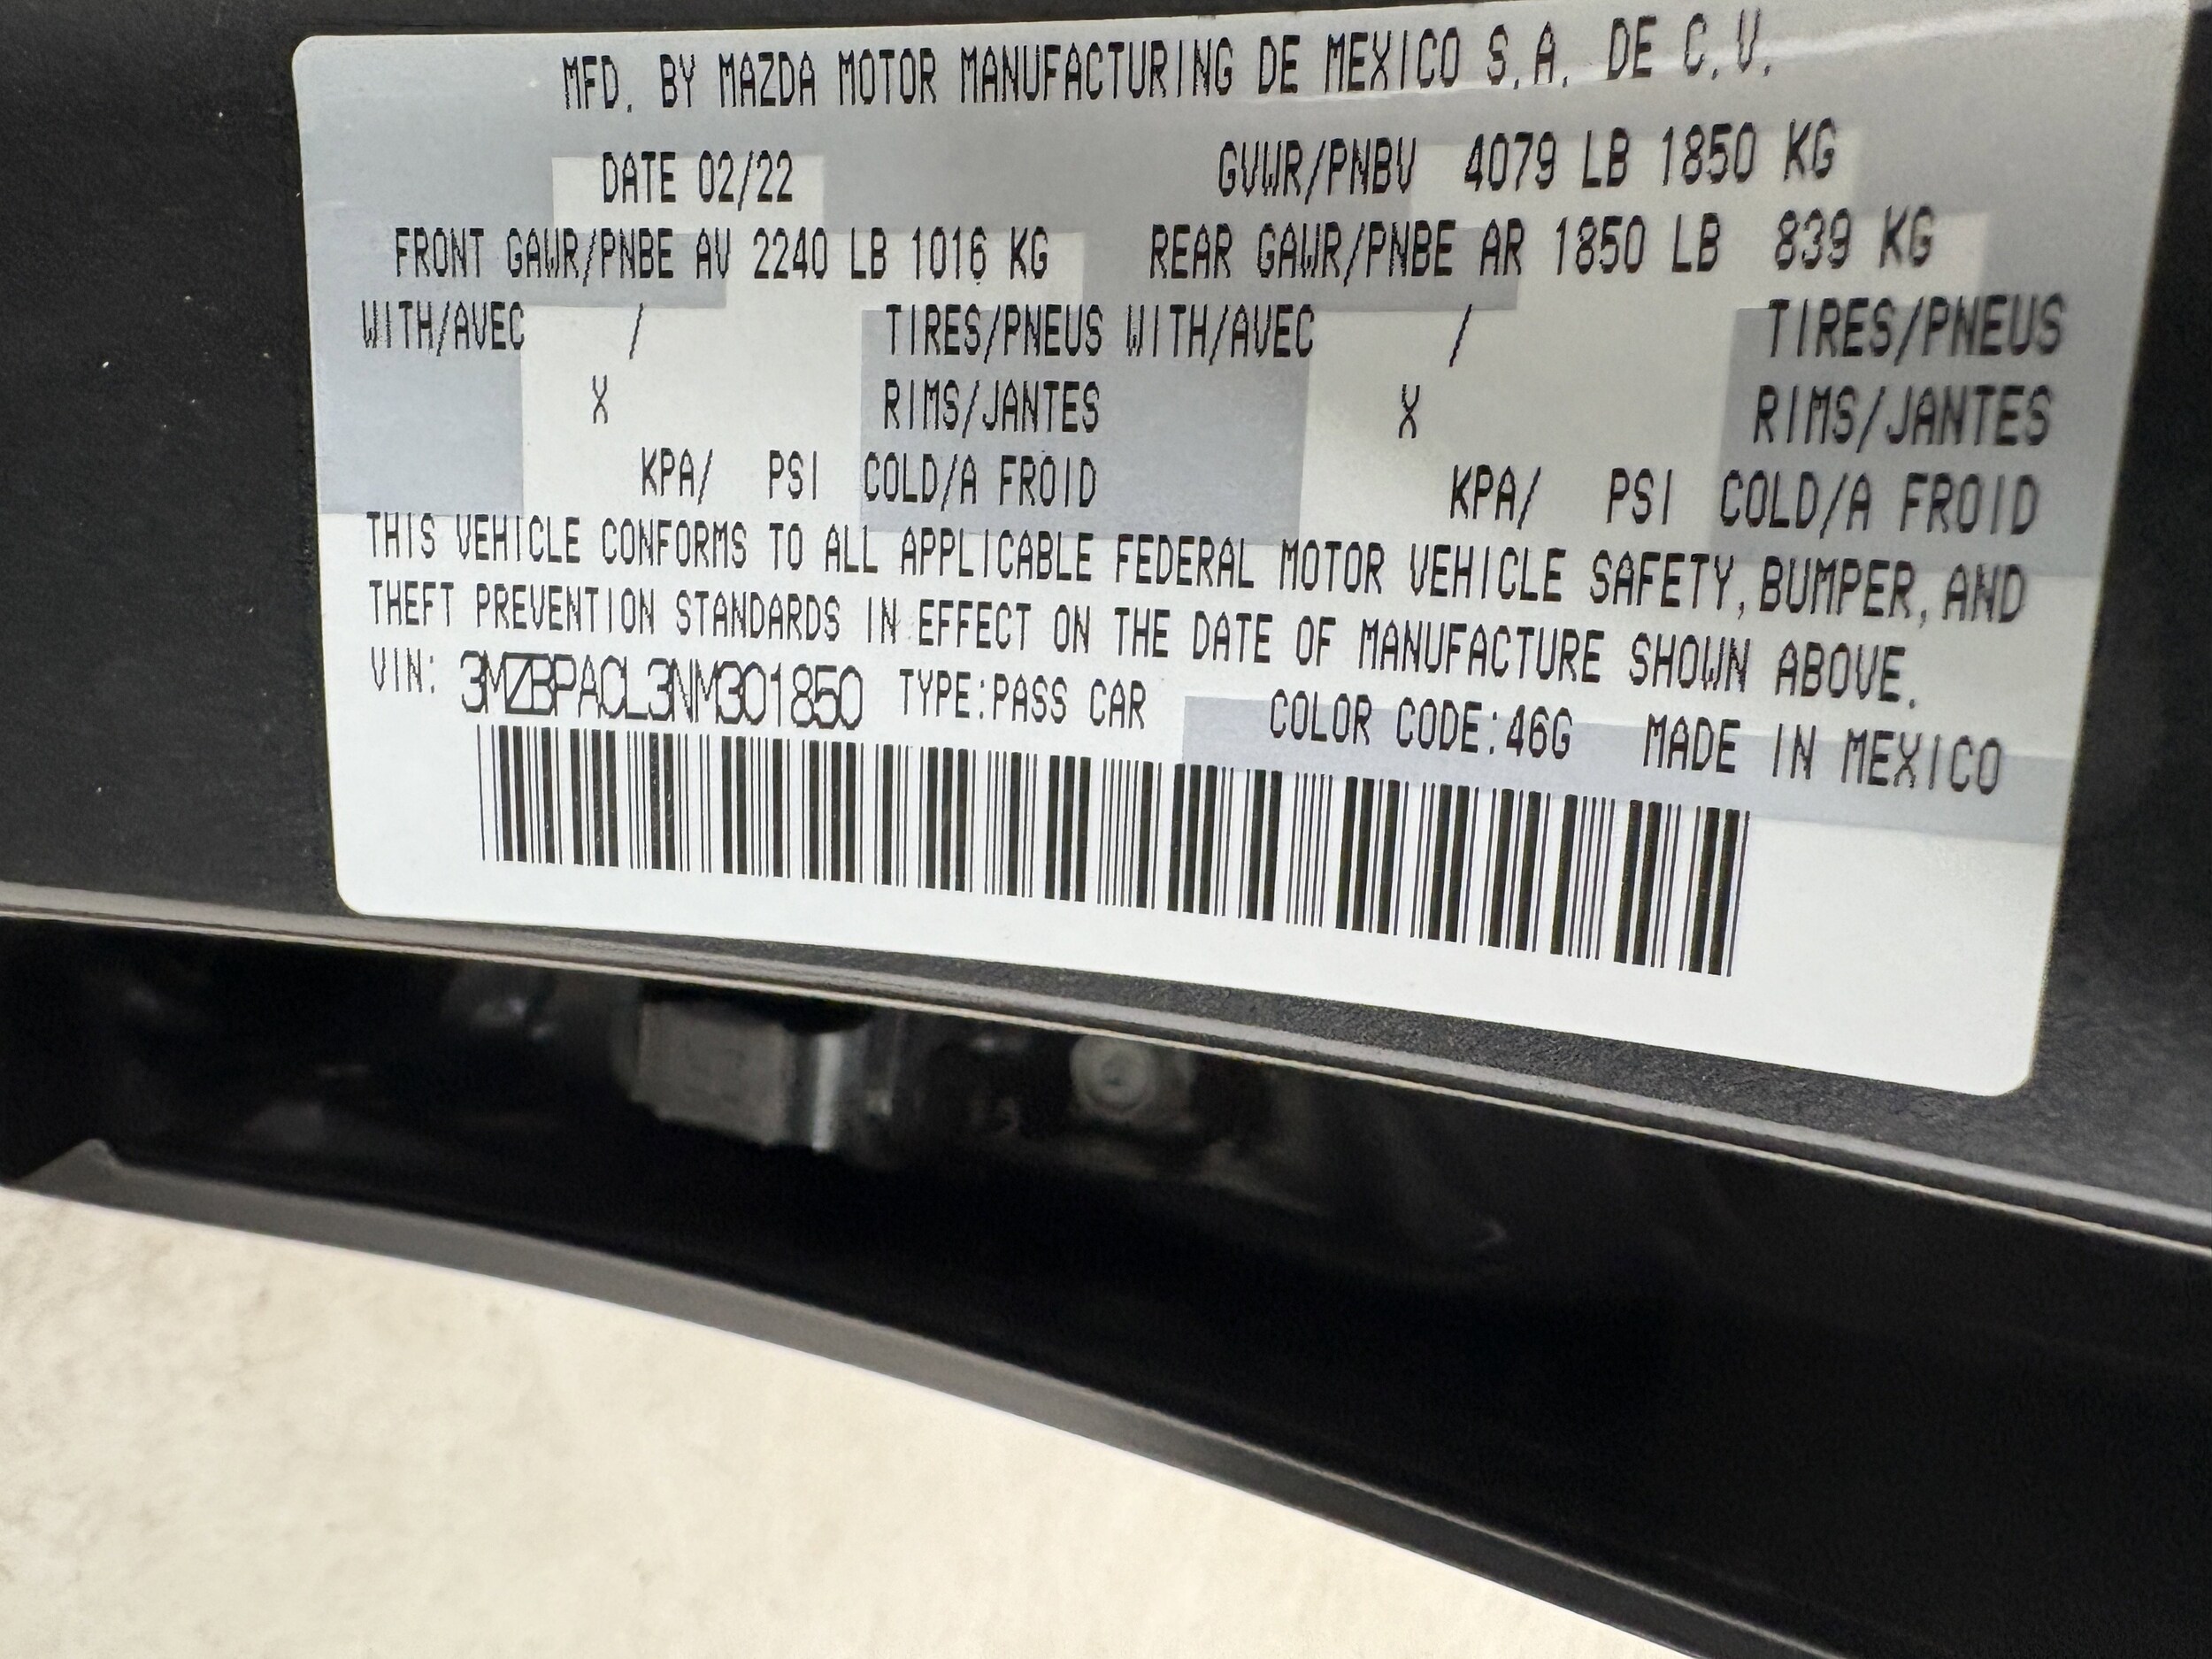 MFD. BY MAZDA MOTOR MANUFACTURING DE MEXICO S.A. DE C.V.
DATE 02/22 GVWR/PNBV 4079 LB 1850 KG
FRONT GAWR/PNBE AV 2240 LB 1016 KG REAR GAWR/PNBE AR 1850 LB 839 KG
WITH/AVEC / TIRES/PNEUS WITH/AVEC / TIRES/PNEUS
X RIMS/JANTES X RIMS/JANTES
KPA/ PSI COLD/A FROID KPA/ PSI COLD/A FROID
THIS VEHICLE CONFORMS TO ALL APPLICABLE FEDERAL MOTOR VEHICLE SAFETY, BUMPER, AND
THEFT PREVENTION STANDARDS IN EFFECT ON THE DATE OF MANUFACTURE SHOWN ABOVE.
VIN: 3MZBPACL3NM301850 TYPE:PASS CAR COLOR CODE:46G MADE IN MEXICO